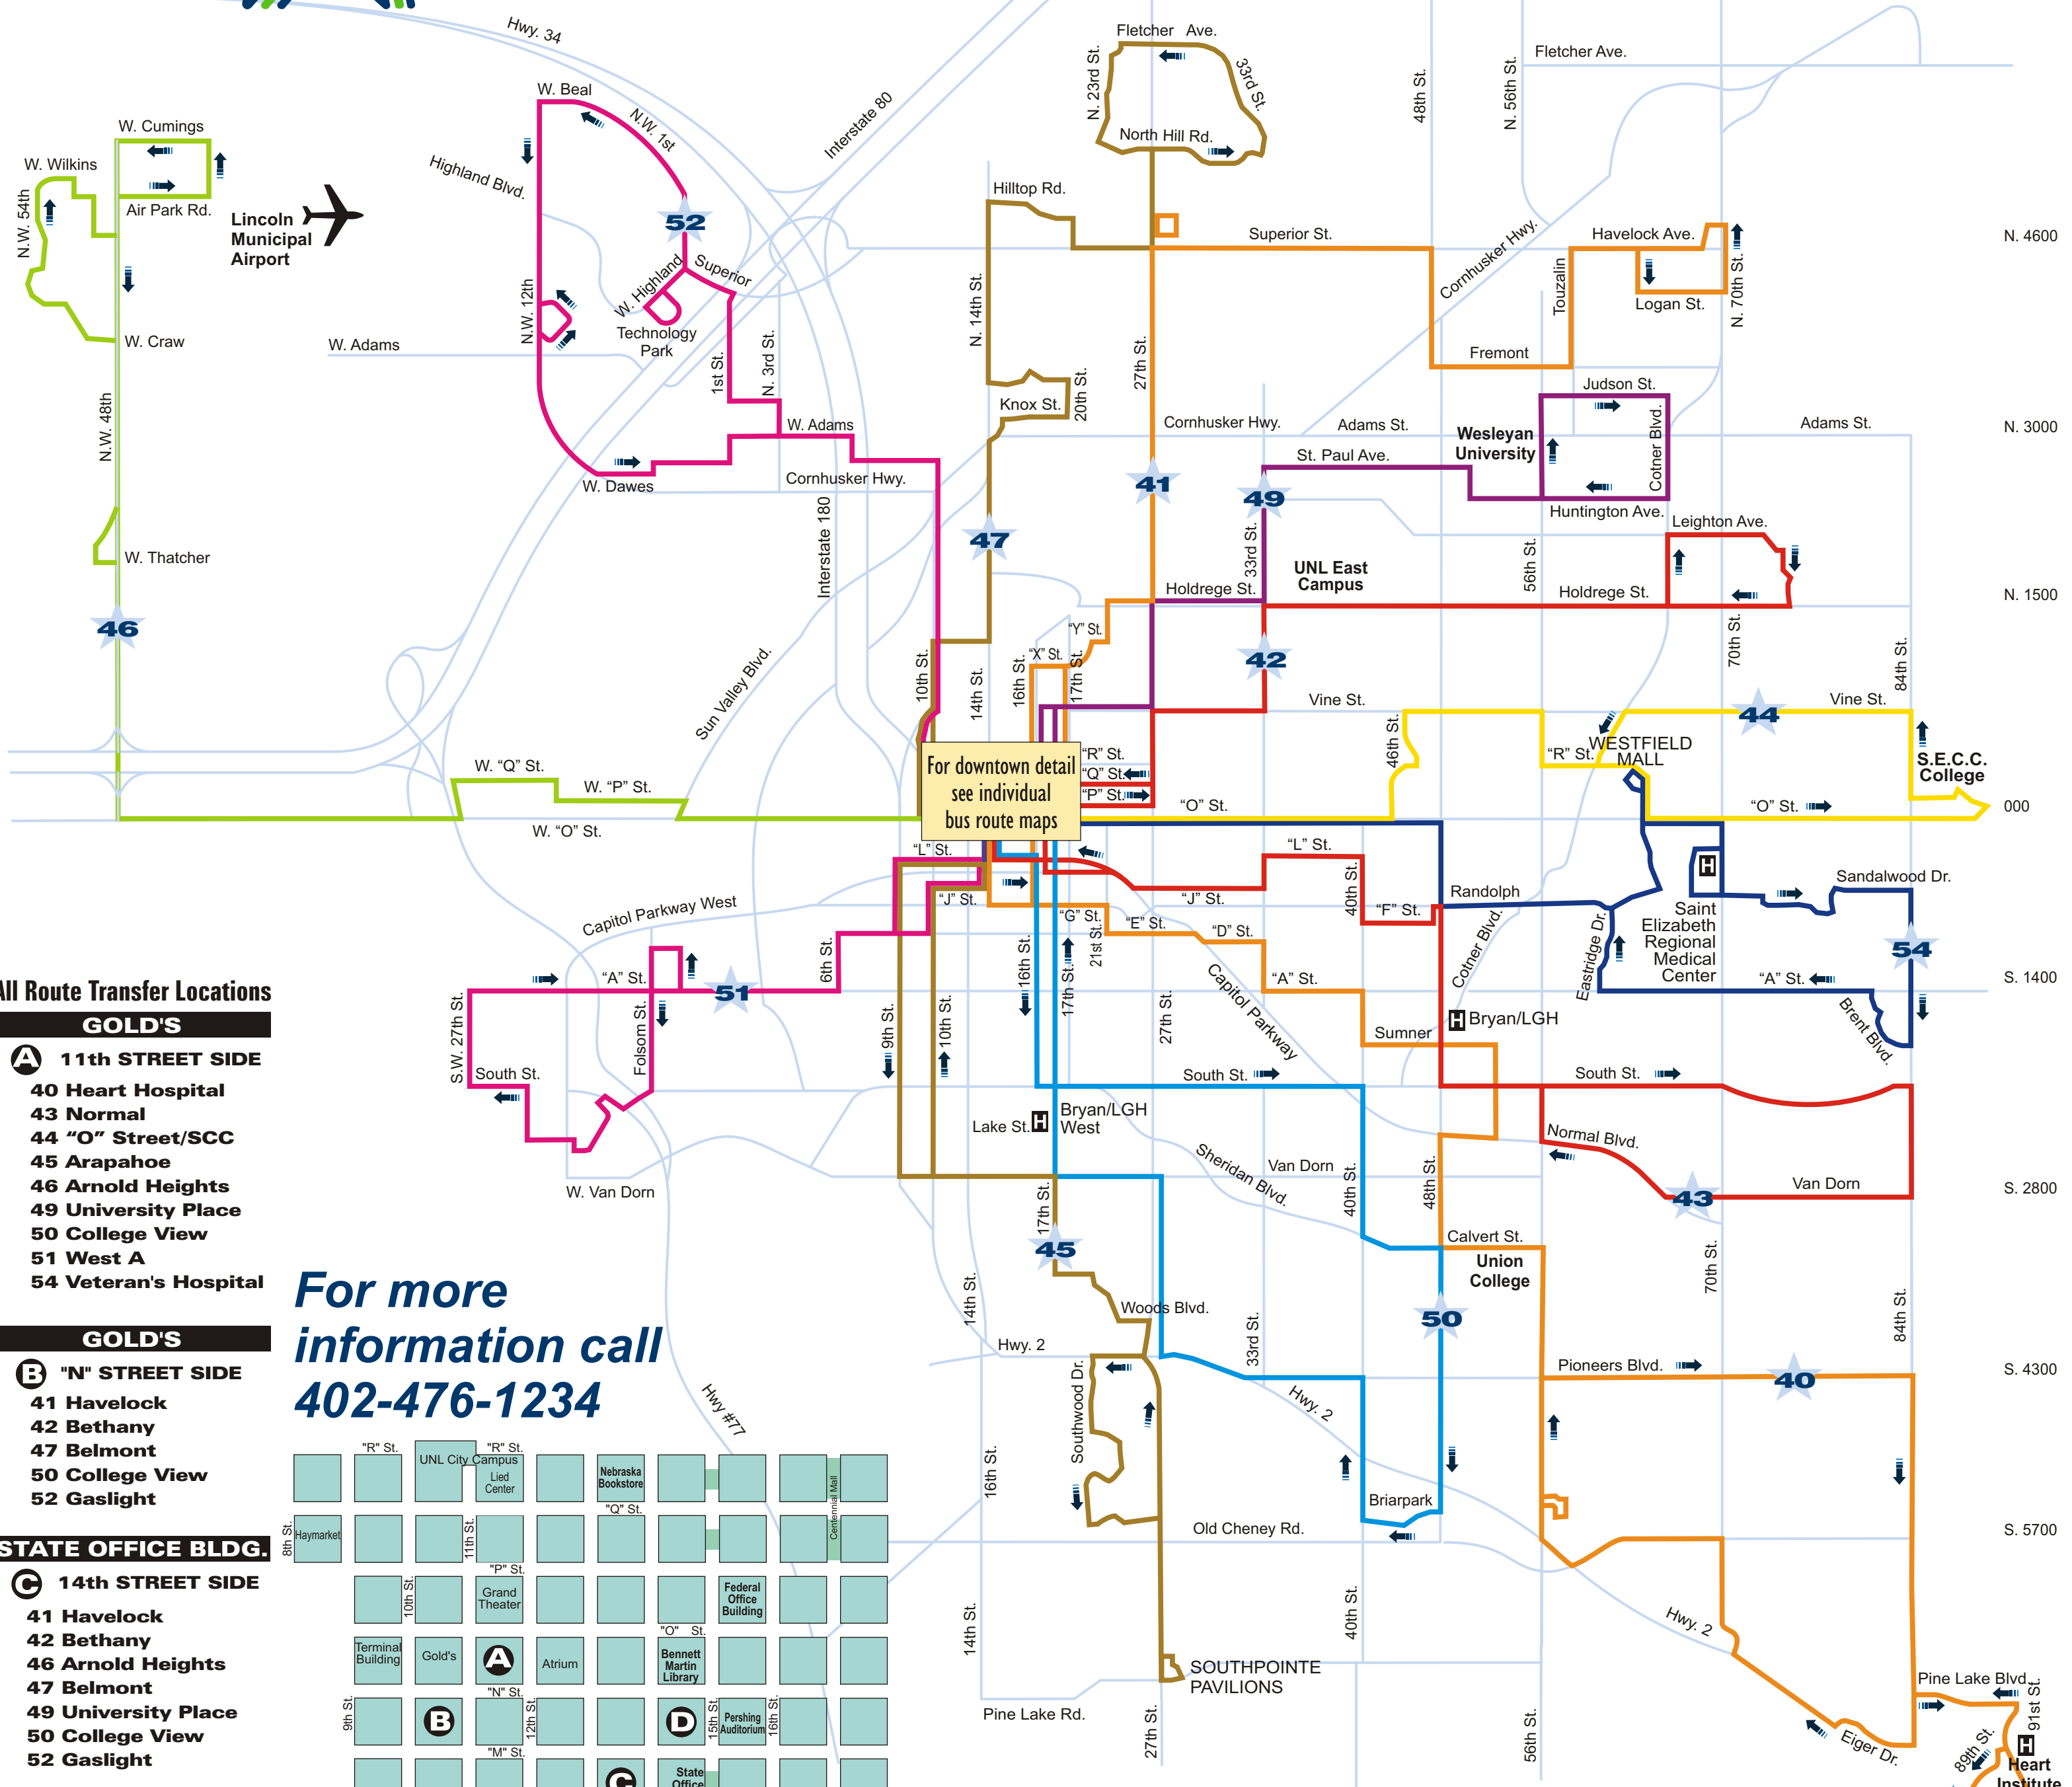 Hwy. 34
Fletcher Ave.
N. 23rd St.
33rd St.
North Hill Rd.
48th St.
N. 56th St.
Fletcher Ave.
W. Beal
N.W. 1st
Interstate 80
W. Cumings
W. Wilkins
N.W. 54th
Air Park Rd.
Highland Blvd.
Lincoln
Municipal
Airport
52
Hilltop Rd.
Superior St.
Cornhusker Hwy.
Havelock Ave.
N. 4600
W. Highland
Superior
N.W. 12th
Technology
Park
N. 14th St.
Touzalin
Logan St.
N. 70th St.
W. Craw
W. Adams
1st St.
N. 3rd St.
27th St.
Fremont
N.W. 48th
Knox St.
20th St.
Judson St.
W. Adams
Cornhusker Hwy.
Adams St.
Wesleyan
University
Cotner Blvd.
Adams St.
N. 3000
St. Paul Ave.
W. Dawes
Cornhusker Hwy.
41
49
Huntington Ave.
Leighton Ave.
Interstate 180
47
33rd St.
56th St.
W. Thatcher
UNL East
Campus
Holdrege St.
Holdrege St.
N. 1500
46
"Y" St.
"X" St.
10th St.
14th St.
16th St.
17th St.
42
70th St.
84th St.
Sun Valley Blvd.
Vine St.
44
Vine St.
46th St.
"R" St.
WESTFIELD
MALL
S.E.C.C.
College
For downtown detail
see individual
bus route maps
"R" St.
"Q" St.
"P" St.
"O" St.
"O" St.
000
W. "Q" St.
W. "P" St.
W. "O" St.
"L" St.
"L" St.
H
Sandalwood Dr.
"J" St.
"J" St.
40th St.
Randolph
"F" St.
Capitol Parkway West
"G" St.
"E" St.
"D" St.
21st St.
Saint
Elizabeth
Regional
Medical
Center
Cotner Blvd.
Eastridge Dr.
54
6th St.
16th St.
17th St.
"A" St.
51
"A" St.
"A" St.
S. 1400
Capitol Parkway
H Bryan/LGH
Sumner
Brent Blvd.
S.W. 27th St.
Folsom St.
9th St.
10th St.
27th St.
South St.
South St.
South St.
Lake St.
H
Bryan/LGH
West
Normal Blvd.
Sheridan Blvd.
Van Dorn
40th St.
48th St.
43
Van Dorn
S. 2800
W. Van Dorn
17th St.
45
Calvert St.
Union
College
70th St.
84th St.
14th St.
Woods Blvd.
50
33rd St.
Hwy. 2
Pioneers Blvd.
40
S. 4300
Southwood Dr.
Hwy. 2
Hwy #77
16th St.
Briarpark
Old Cheney Rd.
S. 5700
14th St.
40th St.
Hwy. 2
SOUTHPOINTE
PAVILIONS
Pine Lake Rd.
27th St.
56th St.
Pine Lake Blvd.
91st St.
Eiger Dr.
89th St.
H
Heart
Institute
All Route Transfer Locations
GOLD'S
A 11th STREET SIDE
40 Heart Hospital
43 Normal
44 "O" Street/SCC
45 Arapahoe
46 Arnold Heights
49 University Place
50 College View
51 West A
54 Veteran's Hospital
GOLD'S
B "N" STREET SIDE
41 Havelock
42 Bethany
47 Belmont
50 College View
52 Gaslight
STATE OFFICE BLDG.
C 14th STREET SIDE
41 Havelock
42 Bethany
46 Arnold Heights
47 Belmont
49 University Place
50 College View
52 Gaslight
For more
information call
402-476-1234
"R" St.
UNL City Campus
"R" St.
Lied
Center
Nebraska
Bookstore
Centennial Mall
"Q" St.
8th St.
Haymarket
11th St.
"P" St.
10th St.
Grand
Theater
Federal
Office
Building
"O" St.
Terminal
Building
Gold's
A
Atrium
Bennett
Martin
Library
"N" St.
9th St.
B
12th St.
D
15th St.
Pershing
Auditorium
16th St.
"M" St.
C
State
Office